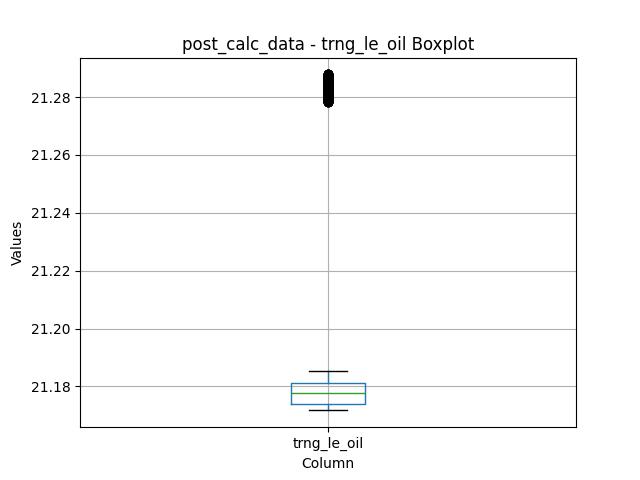 post_calc_data - trng_le_oil Boxplot
21.28
21.26
21.24
21.22
21.20
21.18
Values
trng_le_oil
Column